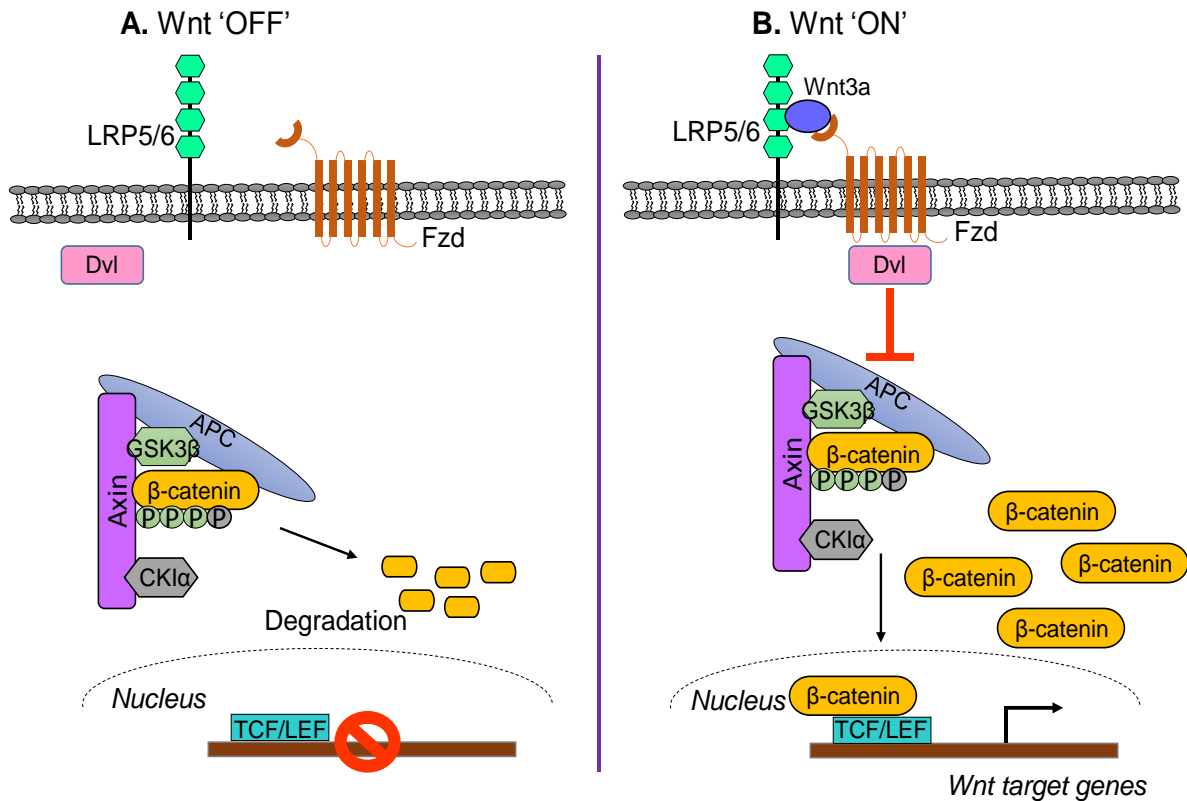 A. Wnt ‘OFF’
LRP5/6
Fzd
Dvl
APC
GSK3β
Axin
β-catenin
P P P P
CKIα
Degradation
Nucleus
TCF/LEF
B. Wnt ‘ON’
Wnt3a
LRP5/6
Fzd
Dvl
APC
GSK3β
Axin
β-catenin
P P P P
CKIα
β-catenin
β-catenin
β-catenin
β-catenin
Nucleus
β-catenin
TCF/LEF
Wnt target genes